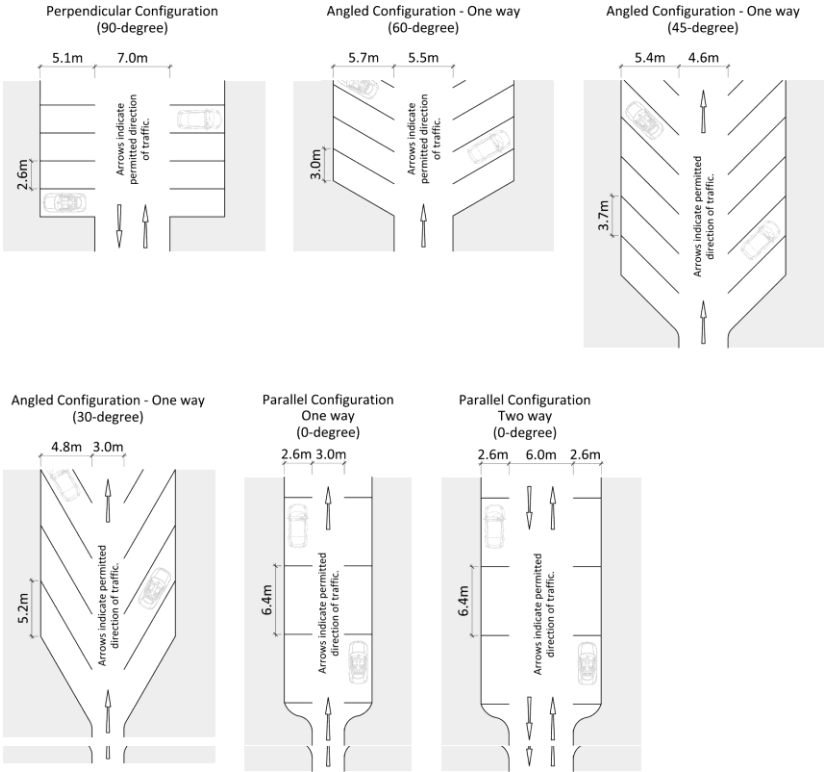 Perpendicular Configuration
(90-degree)
5.1m 7.0m
2.6m
Arrows indicate
permitted direction
of traffic.
Angled Configuration - One way
(60-degree)
5.7m 5.5m
3.0m
Arrows indicate
permitted direction
of traffic.
Angled Configuration - One way
(45-degree)
5.4m 4.6m
3.7m
Arrows indicate permitted
direction of traffic.
Angled Configuration - One way
(30-degree)
4.8m 3.0m
5.2m
Arrows indicate permitted
direction of traffic.
Parallel Configuration
One way
(0-degree)
2.6m 3.0m
6.4m
Arrows indicate permitted
direction of traffic.
Parallel Configuration
Two way
(0-degree)
2.6m 6.0m 2.6m
6.4m
Arrows indicate permitted
direction of traffic.